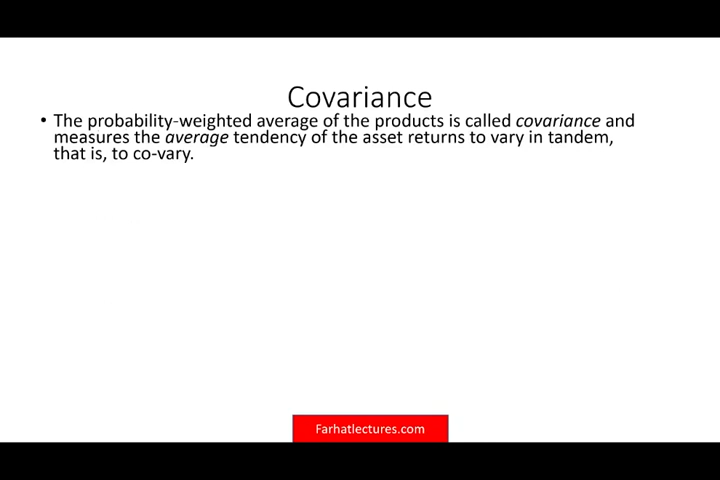 Covariance
• The probability-weighted average of the products is called covariance and
measures the average tendency of the asset returns to vary in tandem,
that is, to co-vary.
Farhatlectures.com